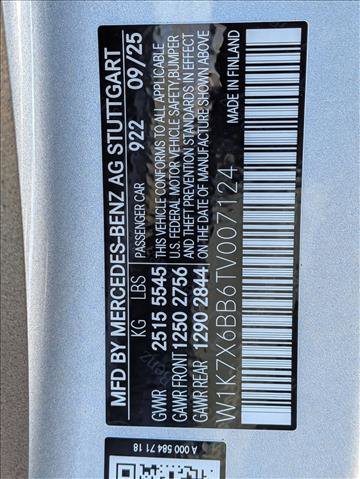 MFD BY MERCEDES-BENZ AG STUTTGART
KG LBS PASSENGER CAR 922 09/25
GVWR 2515 5545 THIS VEHICLE CONFORMS TO ALL APPLICABLE
GAWR FRONT 1250 2756 U.S. FEDERAL MOTOR VEHICLE SAFETY,BUMPER
GAWR REAR 1290 2844 AND THEFT PREVENTION STANDARDS IN EFFECT
ON THE DATE OF MANUFACTURE SHOWN ABOVE
W1K7X6BB6TV007124 MADE IN FINLAND
A 000 584 71 18